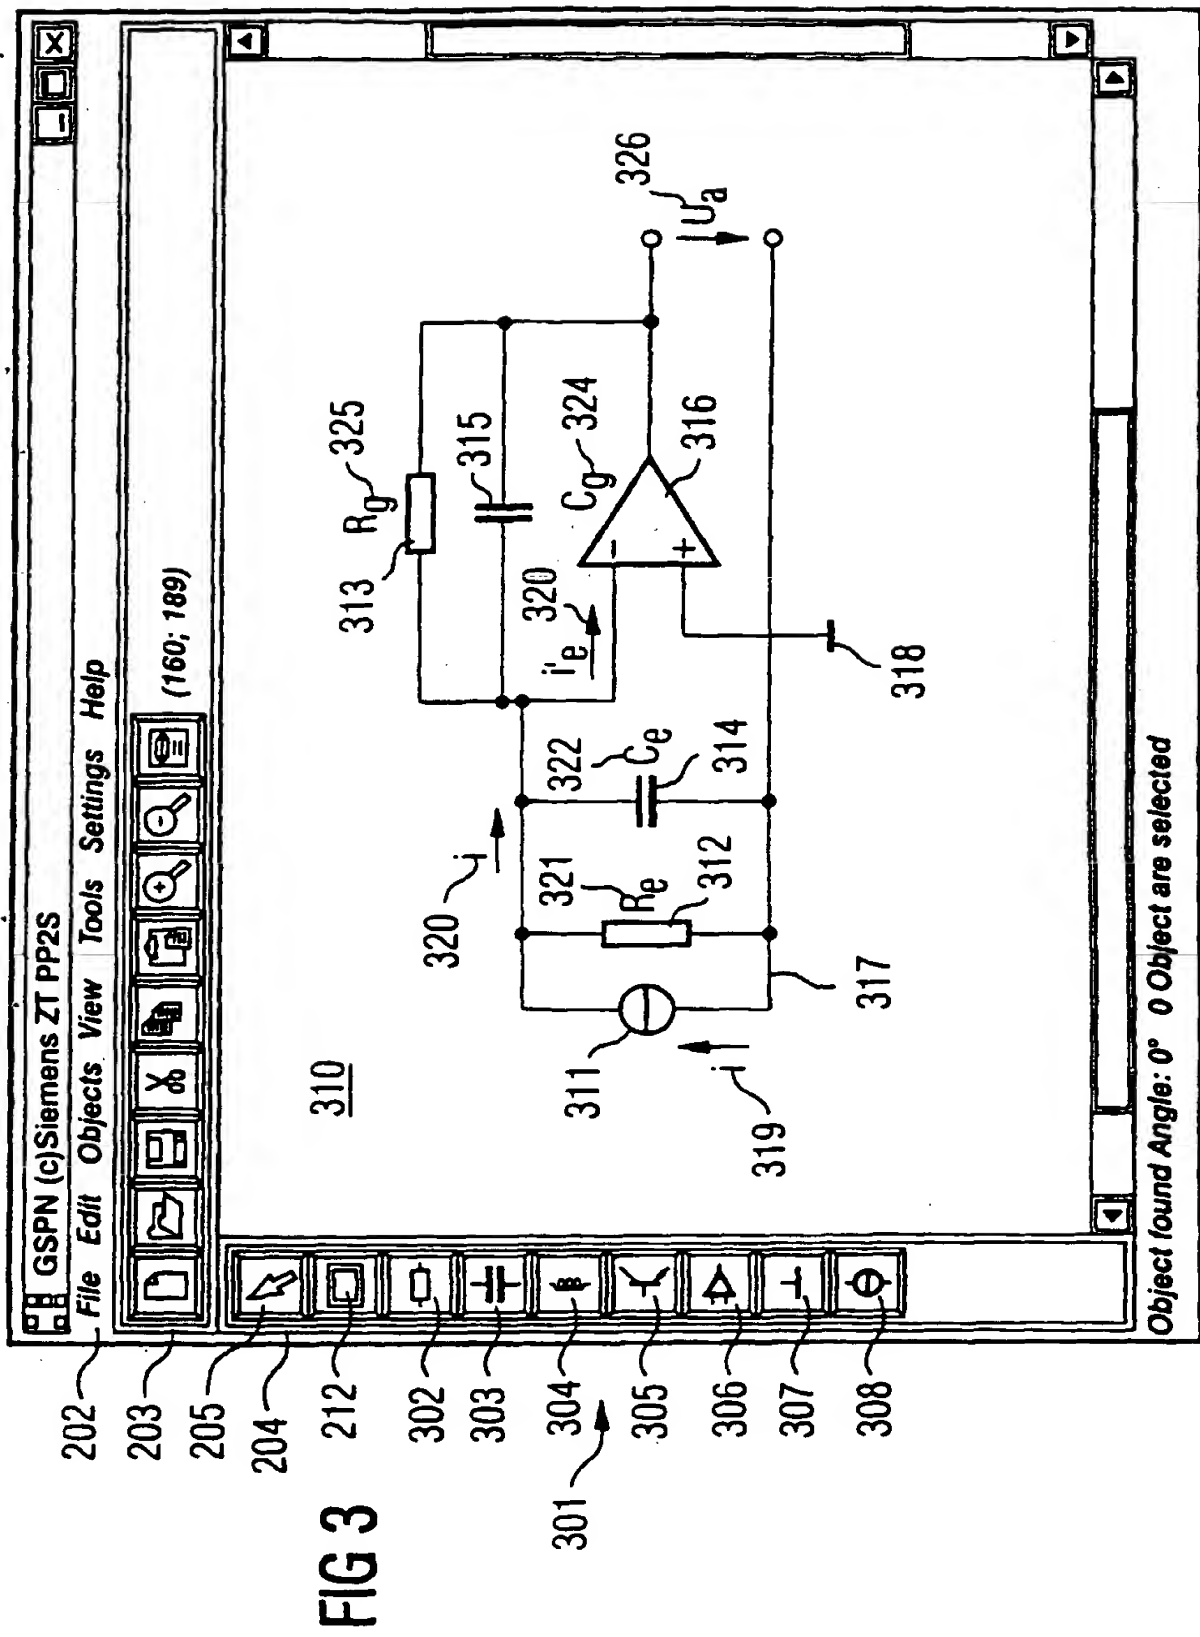 GSPN (c)Siemens ZT PP2S
File Edit Objects View Tools Settings Help
(160; 189)
202
203
205
204
212
302
303
304
305
306
307
308
301
310
R_g 325
313
315
320
i
i'_e 320
C_g 324
316
U_a 326
321
R_e
312
322
C_e
314
311
i
319
317
318
- +
Object found Angle: 0° 0 Object are selected
FIG 3